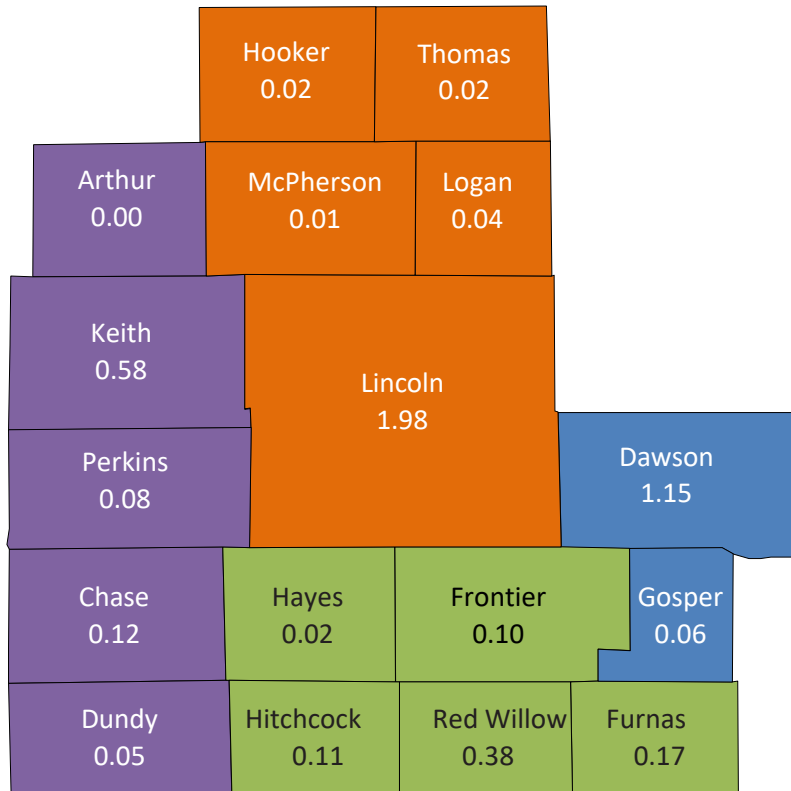 Hooker
0.02
Thomas
0.02
Arthur
0.00
McPherson
0.01
Logan
0.04
Keith
0.58
Lincoln
1.98
Perkins
0.08
Dawson
1.15
Chase
0.12
Hayes
0.02
Frontier
0.10
Gosper
0.06
Dundy
0.05
Hitchcock
0.11
Red Willow
0.38
Furnas
0.17